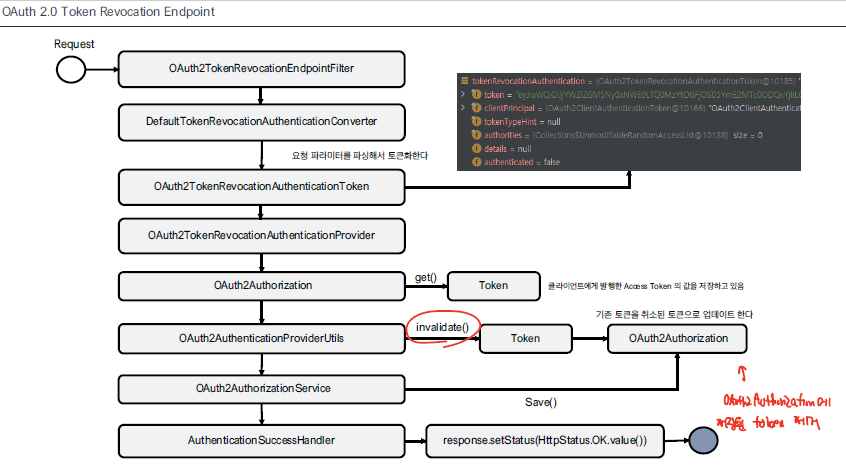 OAuth 2.0 Token Revocation Endpoint
Request
OAuth2TokenRevocationEndpointFilter
DefaultTokenRevocationAuthenticationConverter
요청 파라미터를 파싱해서 토큰화한다
OAuth2TokenRevocationAuthenticationToken
tokenRevocationAuthentication = {OAuth2TokenRevocationAuthenticationToken@10185} "
token =
clientPrincipal = {OAuth2ClientAuthenticationToken@10166} "OAuth2ClientAuthentica
tokenTypeHint = null
authorities = {Collections$UnmodifiableRandomAccessList@10188} size = 0
details = null
authenticated = false
OAuth2TokenRevocationAuthenticationProvider
OAuth2Authorization
get()
Token
클라이언트에게 발행한 Access Token 의 값을 저장하고 있음
기존 토큰을 취소된 토큰으로 업데이트 한다
OAuth2AuthenticationProviderUtils
invalidate()
Token
OAuth2Authorization
OAuth2AuthorizationService
Save()
OAuth2Authorization에
저장된 token 제거
AuthenticationSuccessHandler
response.setStatus(HttpStatus.OK.value())